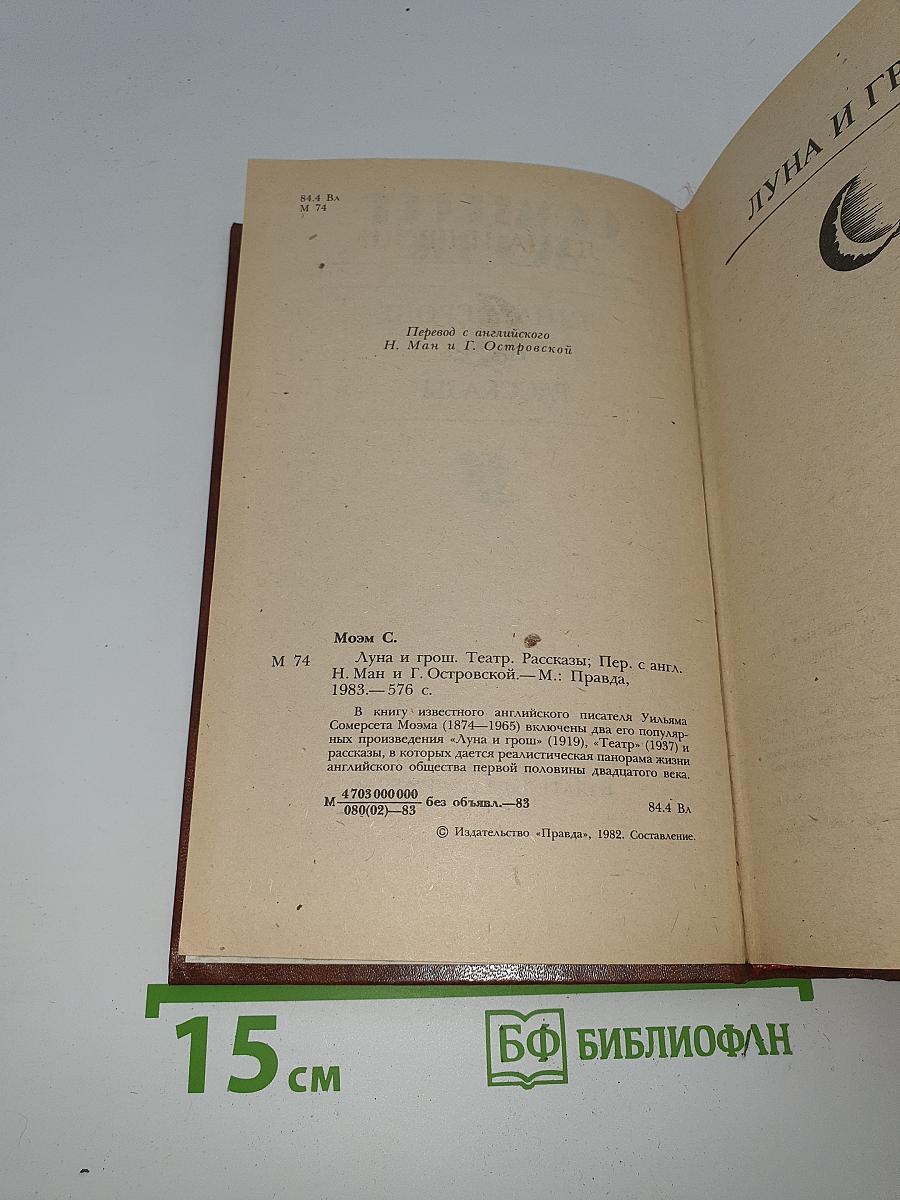 84.4 Вл
М 74
Перевод с английского
Н. Ман и Г. Островской
Моэм С.
М 74 Луна и грош. Театр. Рассказы; Пер. с англ.
Н. Ман и Г. Островской.— М.: Правда,
1983.— 576 с.
В книгу известного английского писателя Уильяма
Сомерсета Моэма (1874—1965) включены два его популяр-
ных произведения «Луна и грош» (1919), «Театр» (1937) и
рассказы, в которых дается реалистическая панорама жизни
английского общества первой половины двадцатого века.
М 4703000000
080(02)—83 без объявл.—83
84.4 Вл
© Издательство «Правда», 1982. Составление.
ЛУНА И ГР
15 см
БФ БИБЛИОФАН